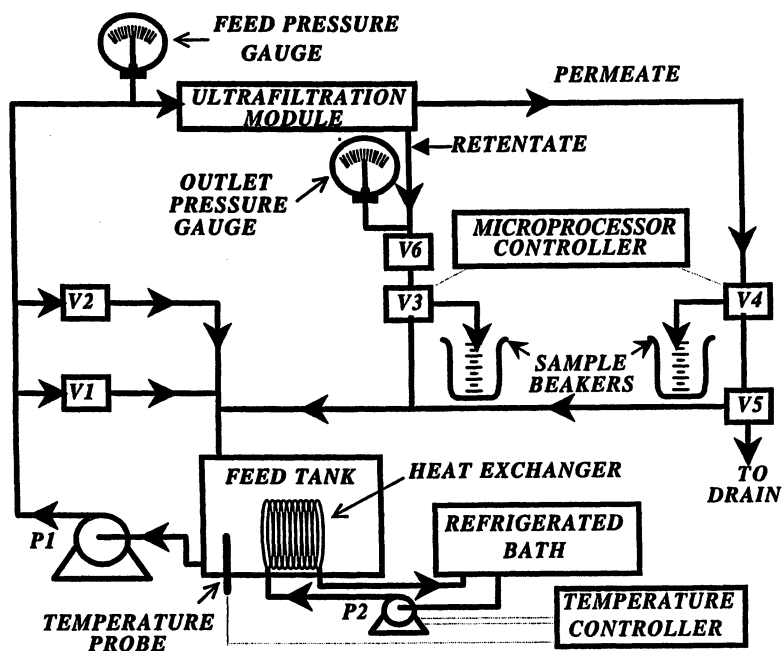 FEED PRESSURE
GAUGE
PERMEATE
ULTRAFILTRATION
MODULE
RETENTATE
OUTLET
PRESSURE
GAUGE
MICROPROCESSOR
CONTROLLER
V6
V2
V3
V4
SAMPLE
BEAKERS
V1
V5
FEED TANK
HEAT EXCHANGER
TO
DRAIN
P1
REFRIGERATED
BATH
P2
TEMPERATURE
PROBE
TEMPERATURE
CONTROLLER